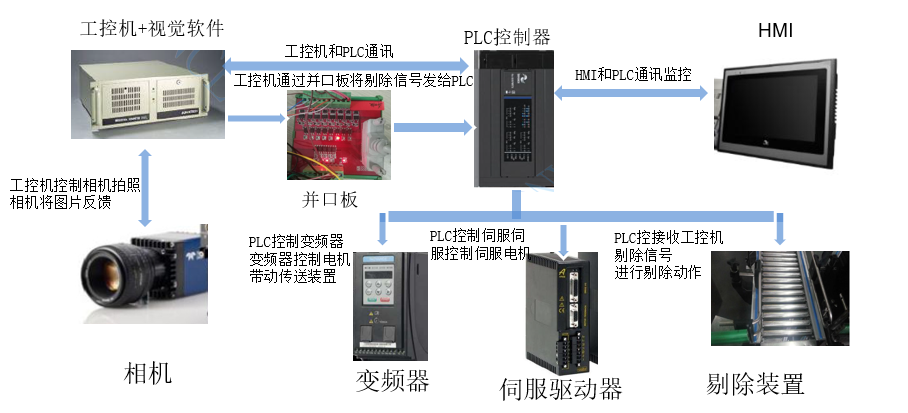 工控机+视觉软件
PLC控制器
HMI
工控机和PLC通讯
工控机通过并口板将剔除信号发给PLC
HMI和PLC通讯监控
并口板
工控机控制相机拍照
相机将图片反馈
PLC控制变频器
变频器控制电机
带动传送装置
PLC控制伺服伺
服控制伺服电机
PLC控接收工控机
剔除信号
进行剔除动作
相机
变频器
伺服驱动器
剔除装置